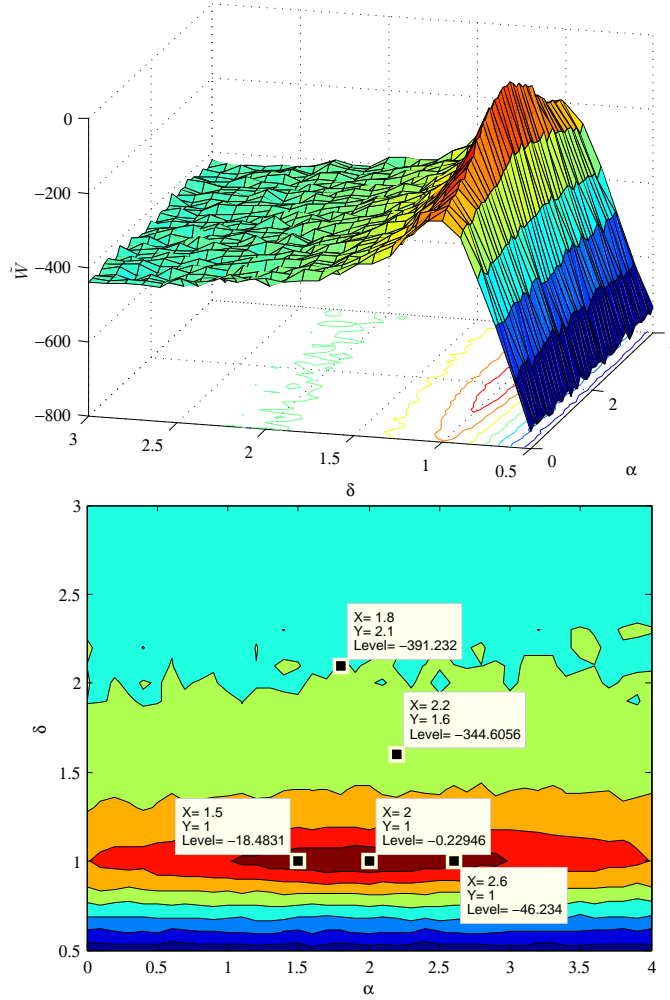 0
−200
−400
−600
−800
W̃
3
2.5
2
1.5
1
0.5
δ
0
2
α
3
2.5
2
1.5
1
0.5
δ
X= 1.8
Y= 2.1
Level= −391.232
X= 2.2
Y= 1.6
Level= −344.6056
X= 1.5
Y= 1
Level= −18.4831
X= 2
Y= 1
Level= −0.22946
X= 2.6
Y= 1
Level= −46.234
0
0.5
1
1.5
2
2.5
3
3.5
4
α